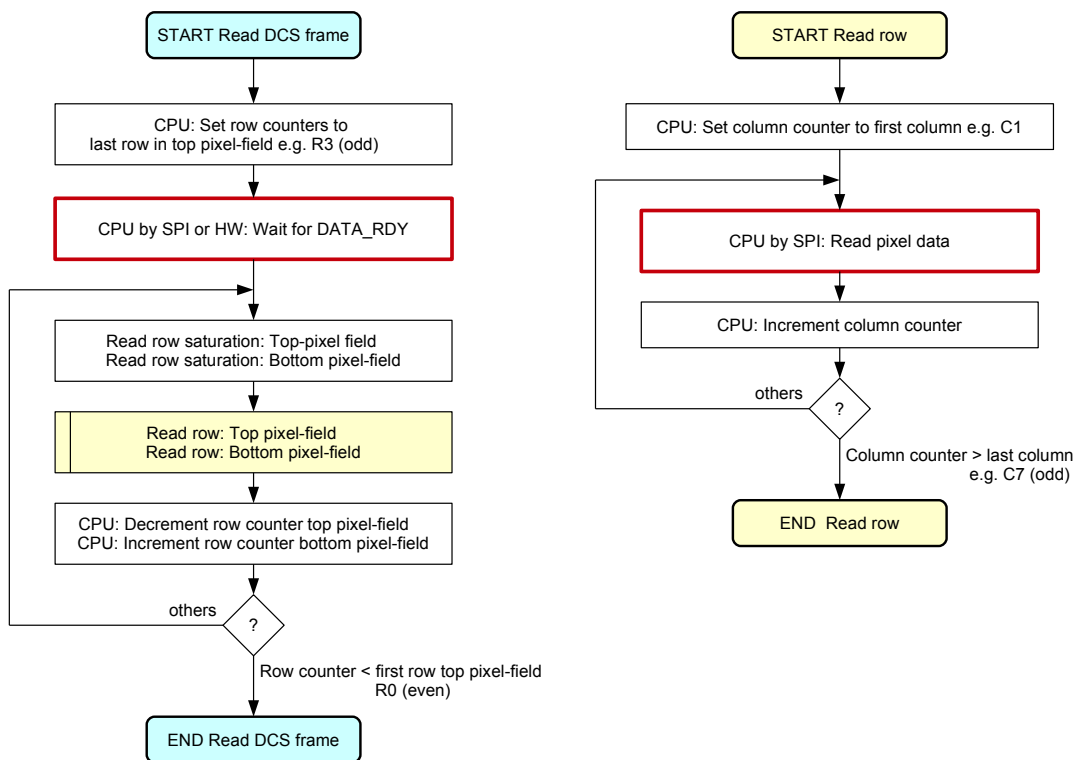 START Read DCS frame
CPU: Set row counters to
last row in top pixel-field e.g. R3 (odd)
CPU by SPI or HW: Wait for DATA_RDY
Read row saturation: Top-pixel field
Read row saturation: Bottom pixel-field
Read row: Top pixel-field
Read row: Bottom pixel-field
CPU: Decrement row counter top pixel-field
CPU: Increment row counter bottom pixel-field
others
?
Row counter < first row top pixel-field
R0 (even)
END Read DCS frame
START Read row
CPU: Set column counter to first column e.g. C1
CPU by SPI: Read pixel data
CPU: Increment column counter
others
?
Column counter > last column
e.g. C7 (odd)
END Read row